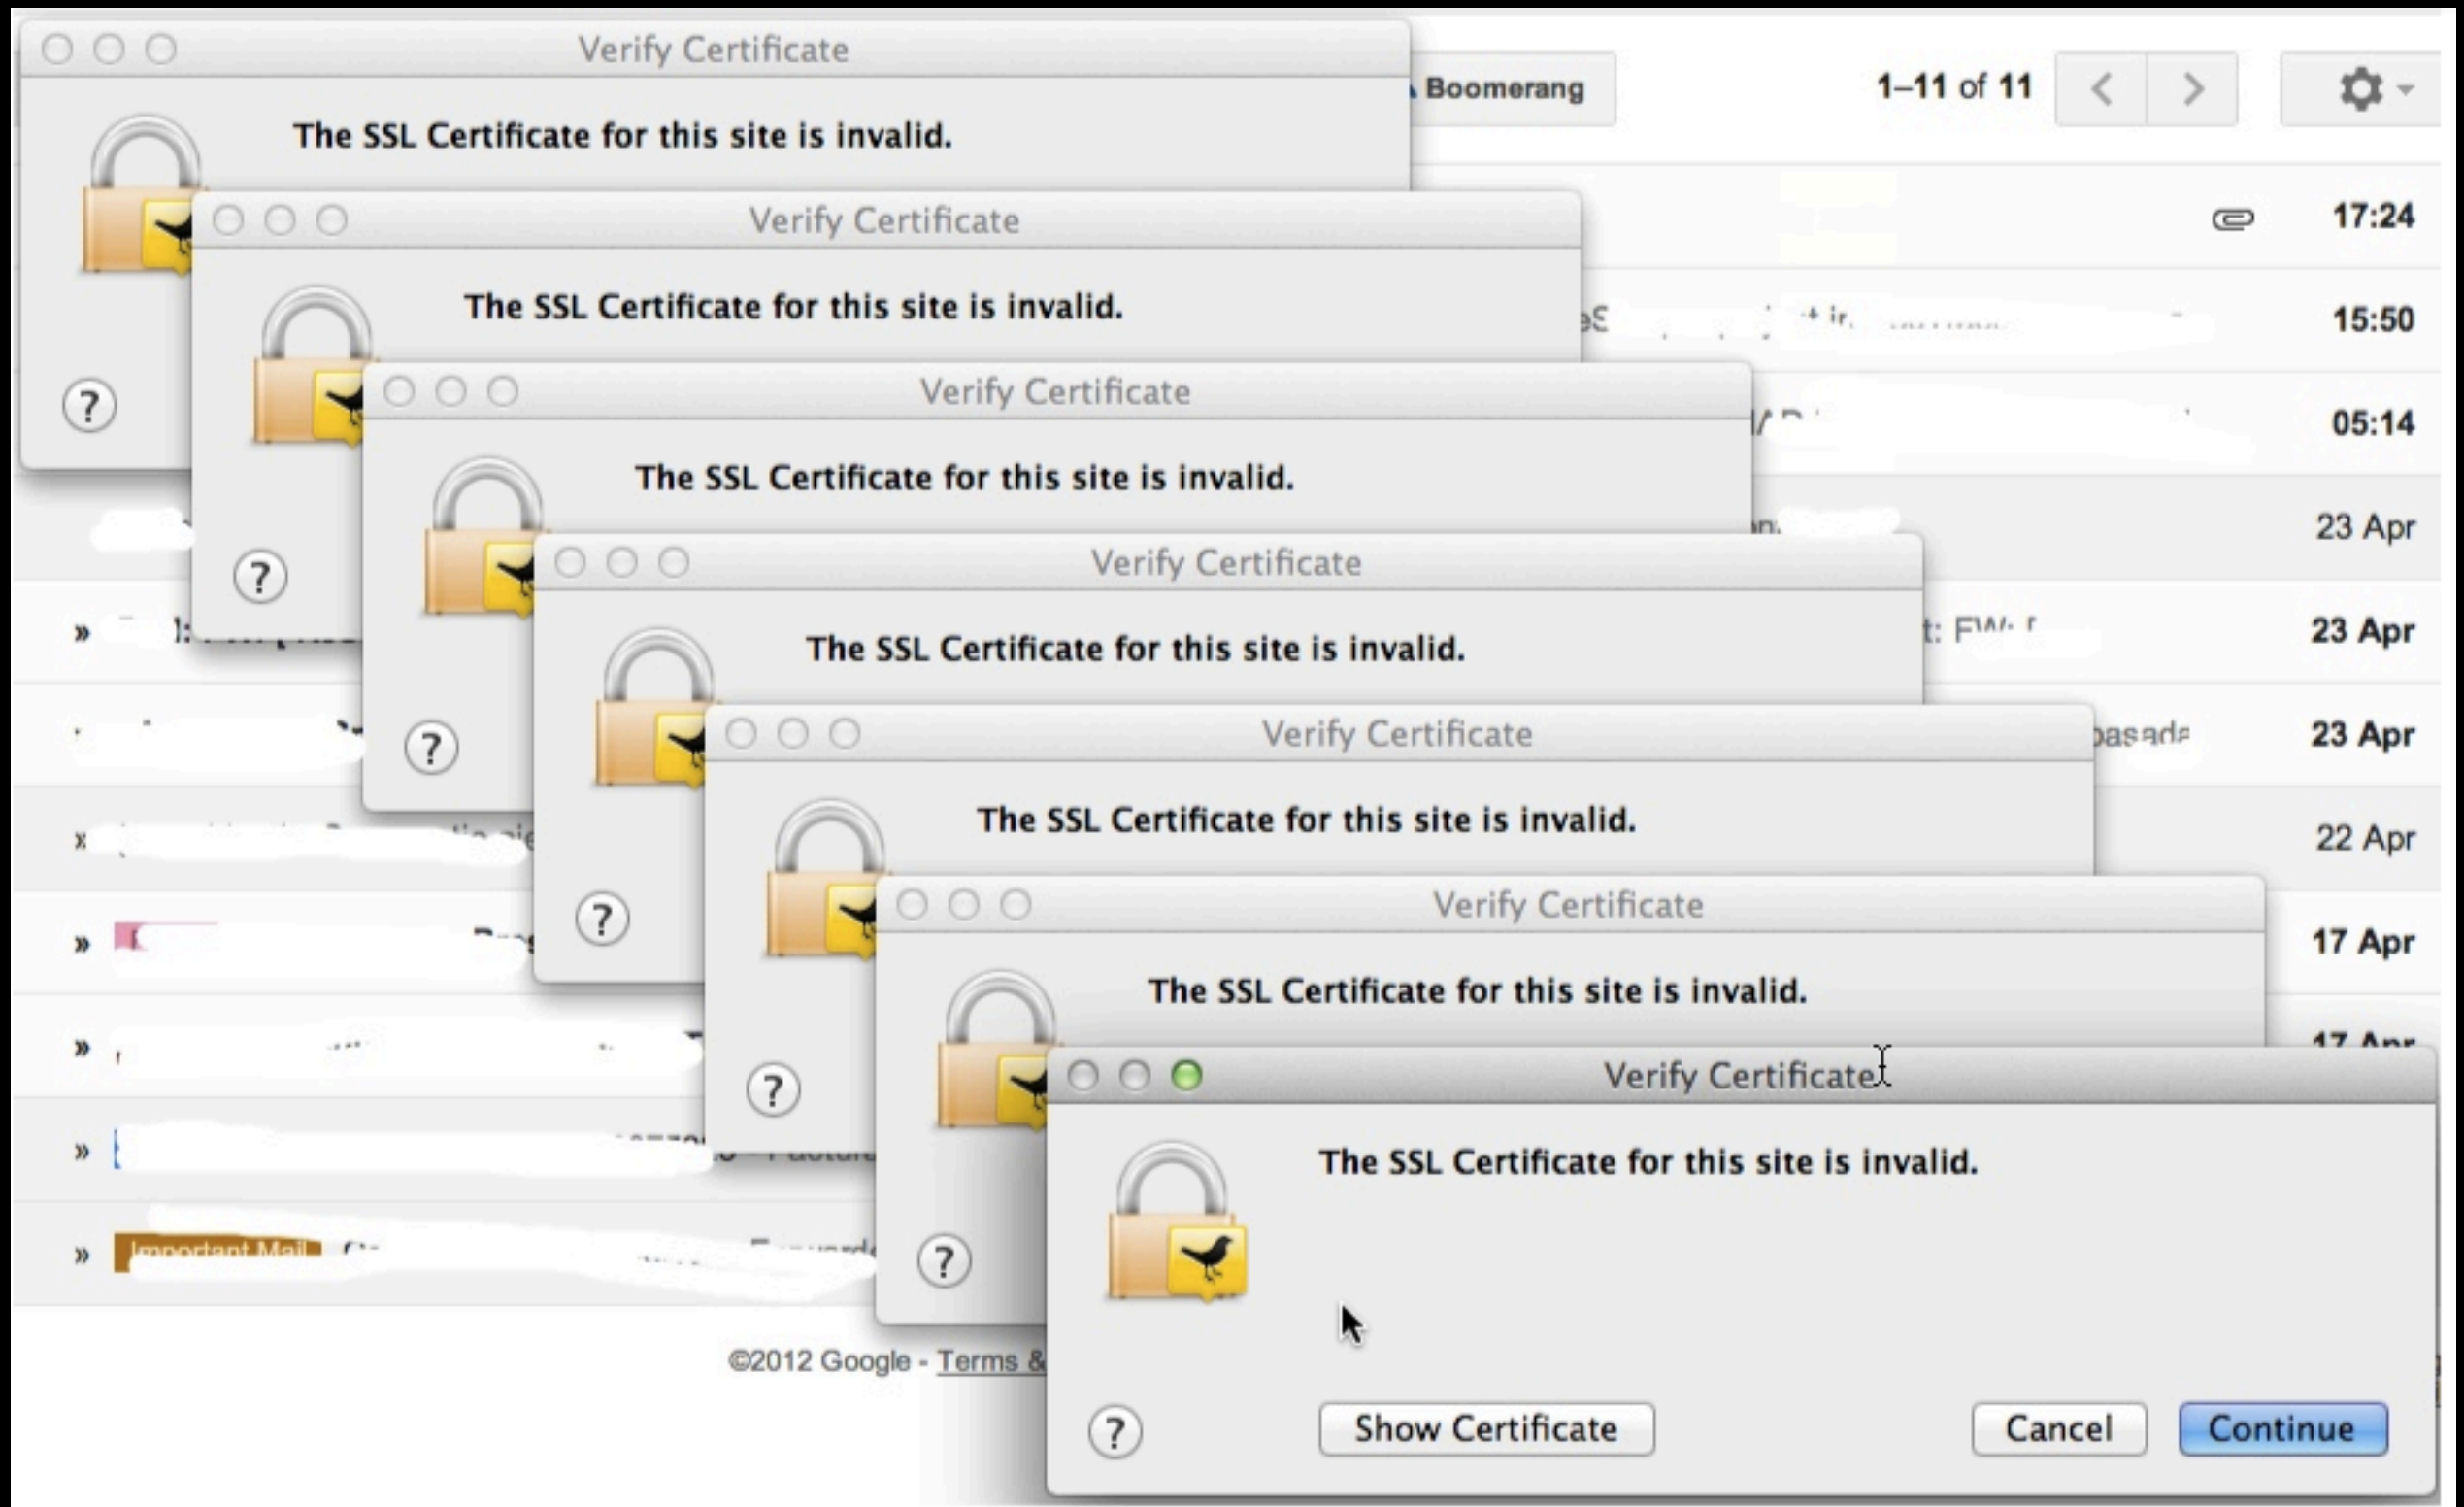 Verify Certificate
The SSL Certificate for this site is invalid.
?
Boomerang
1–11 of 11
17:24
15:50
05:14
23 Apr
23 Apr
23 Apr
22 Apr
17 Apr
17 Apr
Verify Certificate
The SSL Certificate for this site is invalid.
?
Verify Certificate
The SSL Certificate for this site is invalid.
?
Verify Certificate
The SSL Certificate for this site is invalid.
?
Verify Certificate
The SSL Certificate for this site is invalid.
?
Verify Certificate
The SSL Certificate for this site is invalid.
?
Verify Certificate
The SSL Certificate for this site is invalid.
?
Show Certificate
Cancel
Continue
» Important Mail
©2012 Google - Terms &